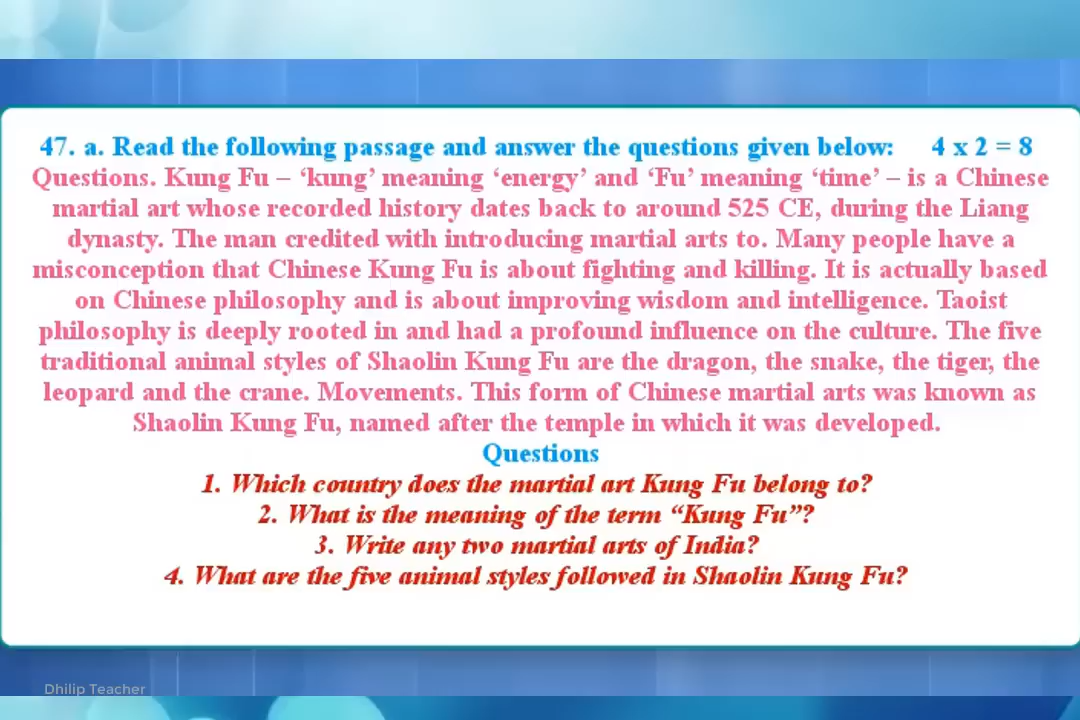 47. a. Read the following passage and answer the questions given below: 4 x 2 = 8
Questions. Kung Fu – ‘kung’ meaning ‘energy’ and ‘Fu’ meaning ‘time’ – is a Chinese
martial art whose recorded history dates back to around 525 CE, during the Liang
dynasty. The man credited with introducing martial arts to. Many people have a
misconception that Chinese Kung Fu is about fighting and killing. It is actually based
on Chinese philosophy and is about improving wisdom and intelligence. Taoist
philosophy is deeply rooted in and had a profound influence on the culture. The five
traditional animal styles of Shaolin Kung Fu are the dragon, the snake, the tiger, the
leopard and the crane. Movements. This form of Chinese martial arts was known as
Shaolin Kung Fu, named after the temple in which it was developed.
Questions
1. Which country does the martial art Kung Fu belong to?
2. What is the meaning of the term “Kung Fu”?
3. Write any two martial arts of India?
4. What are the five animal styles followed in Shaolin Kung Fu?
Dhilip Teacher